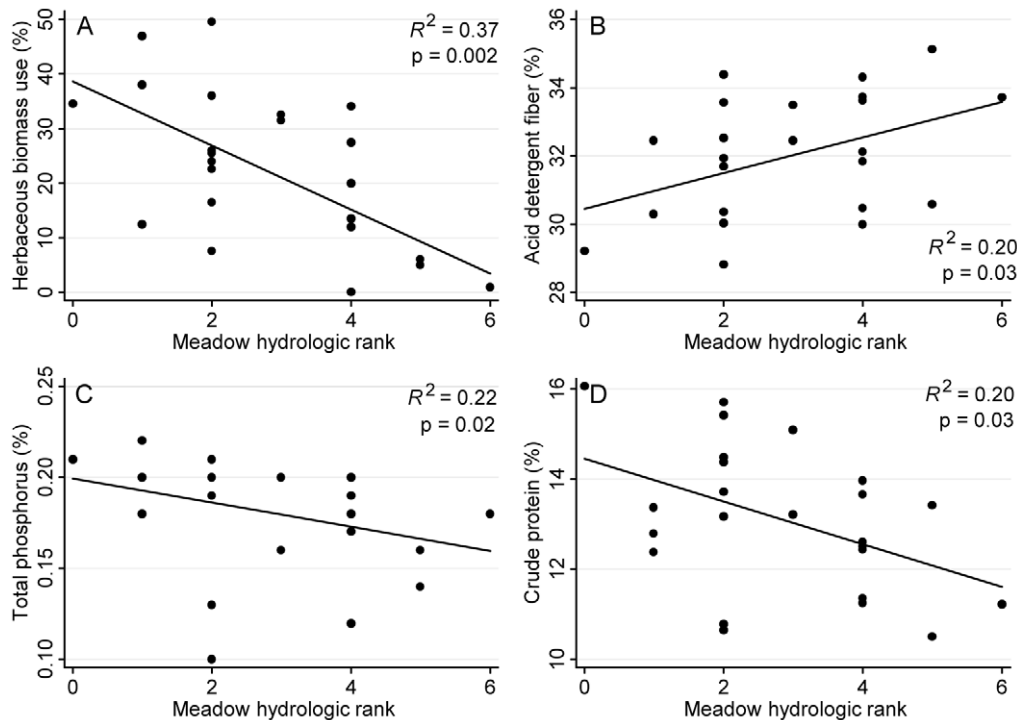 A
R² = 0.37
p = 0.002
Herbaceous biomass use (%)
50
40
30
20
10
0
0 2 4 6
Meadow hydrologic rank
B
Acid detergent fiber (%)
36
34
32
30
28
R² = 0.20
p = 0.03
0 2 4 6
Meadow hydrologic rank
C
R² = 0.22
p = 0.02
Total phosphorus (%)
0.25
0.20
0.15
0.10
0 2 4 6
Meadow hydrologic rank
D
R² = 0.20
p = 0.03
Crude protein (%)
16
14
12
10
0 2 4 6
Meadow hydrologic rank